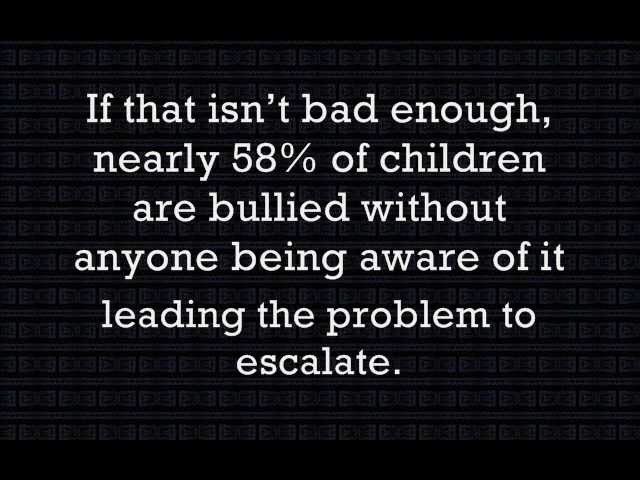 If that isn’t bad enough,
nearly 58% of children
are bullied without
anyone being aware of it
leading the problem to
escalate.